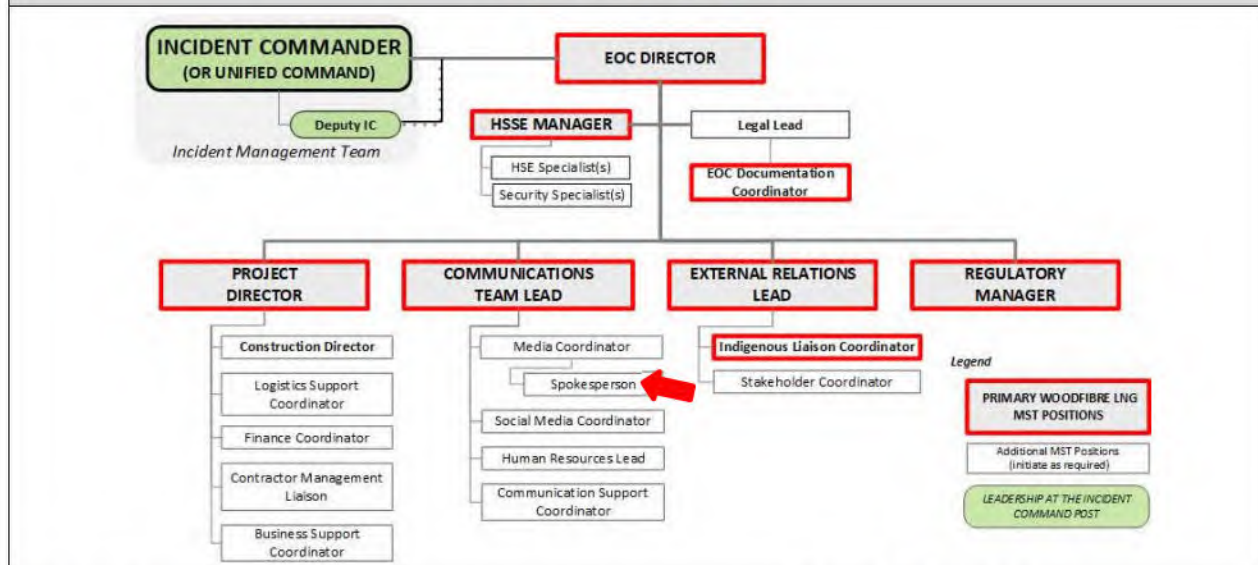 INCIDENT COMMANDER
(OR UNIFIED COMMAND)
EOC DIRECTOR
Deputy IC
Incident Management Team
HSSE MANAGER
Legal Lead
HSE Specialist(s)
Security Specialist(s)
EOC Documentation
Coordinator
PROJECT
DIRECTOR
COMMUNICATIONS
TEAM LEAD
EXTERNAL RELATIONS
LEAD
REGULATORY
MANAGER
Construction Director
Logistics Support
Coordinator
Finance Coordinator
Contractor Management
Liaison
Business Support
Coordinator
Media Coordinator
Spokesperson
Social Media Coordinator
Human Resources Lead
Communication Support
Coordinator
Indigenous Liaison Coordinator
Stakeholder Coordinator
Legend
PRIMARY WOODFIBRE LNG
MST POSITIONS
Additional MST Positions
(initiate as required)
LEADERSHIP AT THE INCIDENT
COMMAND POST